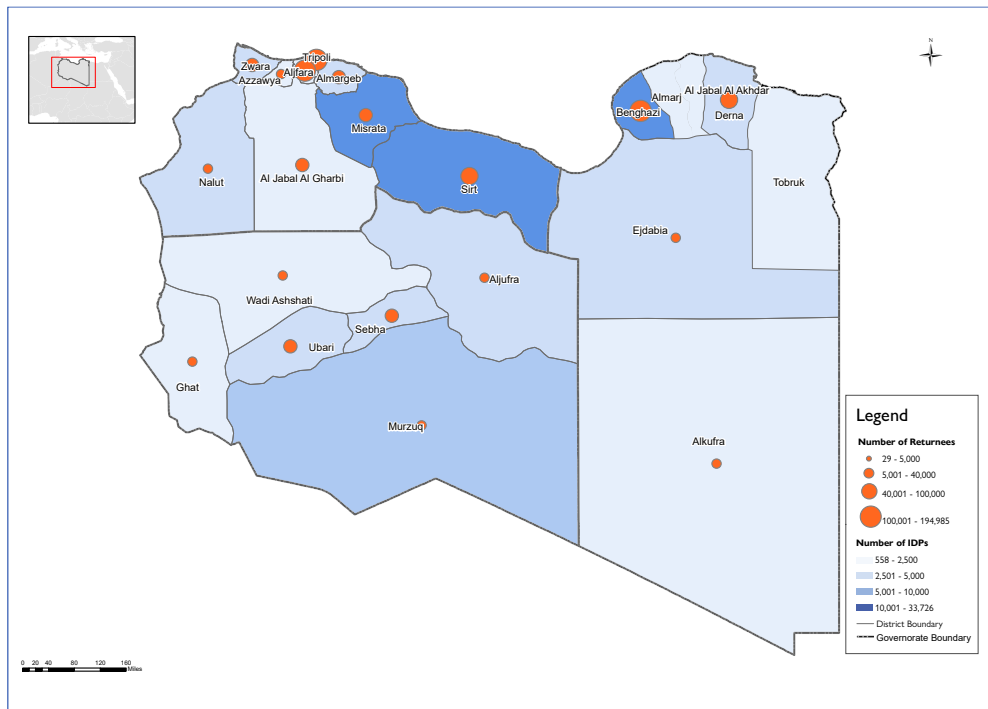 N
Tripoli
Zwara
Aljfara
Azzawya
Almargeb
Misrata
Nalut
Al Jabal Al Gharbi
Sirt
Benghazi
Almarj
Al Jabal Al Akhdar
Derna
Tobruk
Ejdabia
Wadi Ashshati
Aljufra
Sebha
Ubari
Ghat
Murzuq
Alkufra
Legend
Number of Returnees
29 - 5,000
5,001 - 40,000
40,001 - 100,000
100,001 - 194,985
Number of IDPs
558 - 2,500
2,501 - 5,000
5,001 - 10,000
10,001 - 33,726
District Boundary
Governorate Boundary
0 20 40 80 120 160
Miles